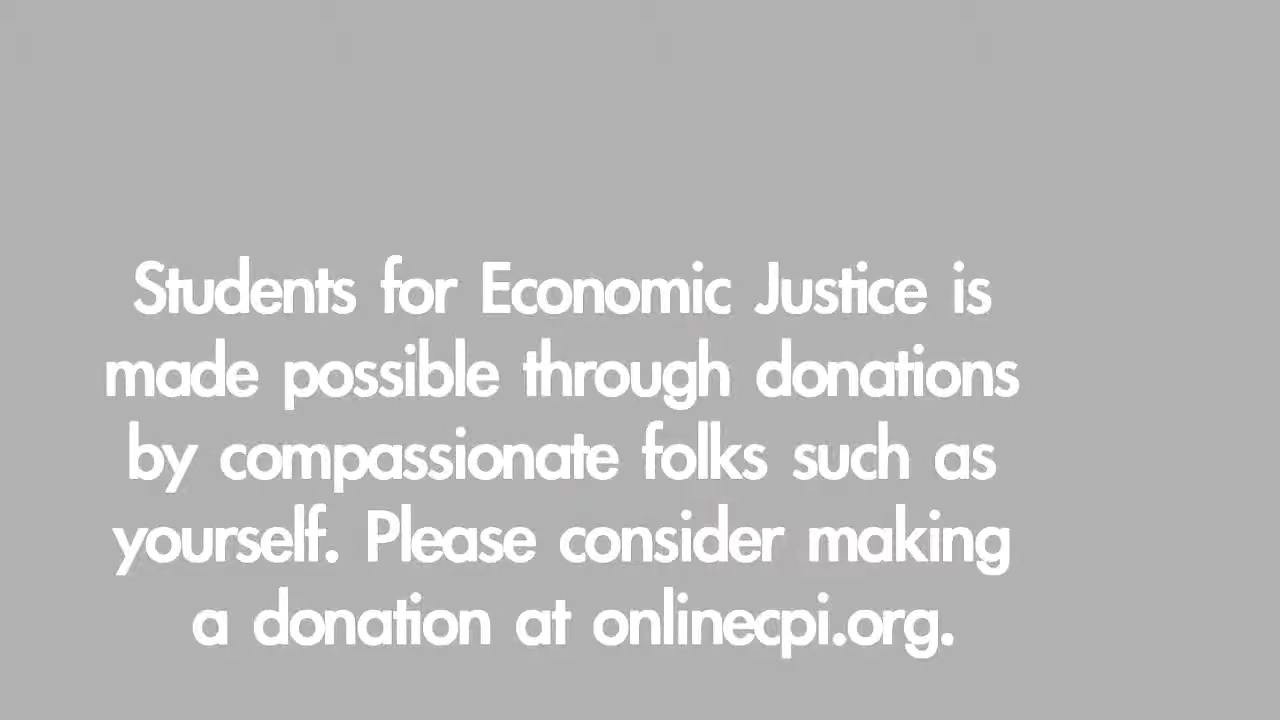 Students for Economic Justice is
made possible through donations
by compassionate folks such as
yourself. Please consider making
a donation at onlinecpi.org.